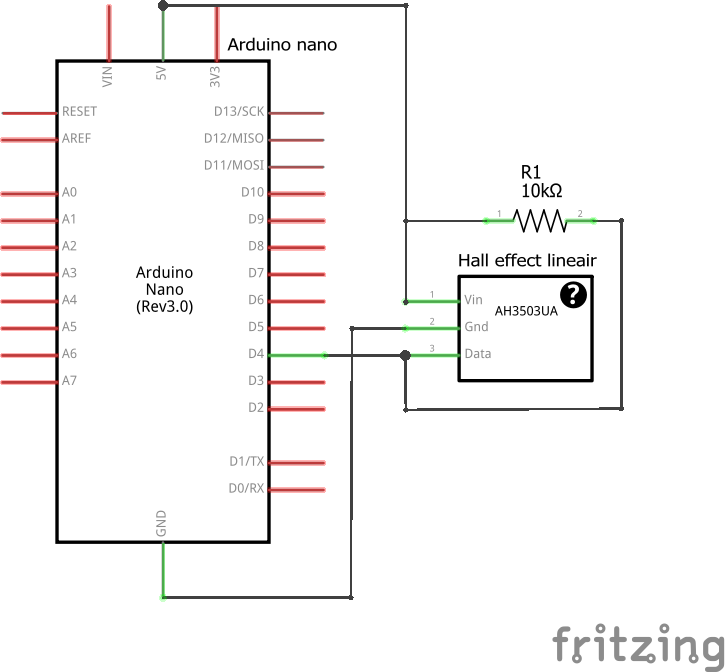 Arduino nano
VIN
5V
3V3
RESET
AREF
A0
A1
A2
A3
A4
A5
A6
A7
Arduino
Nano
(Rev3.0)
D13/SCK
D12/MISO
D11/MOSI
D10
D9
D8
D7
D6
D5
D4
D3
D2
D1/TX
D0/RX
GND
R1
10kΩ
1
2
Hall effect lineair
AH3503UA
?
1
Vin
2
Gnd
3
Data
fritzing